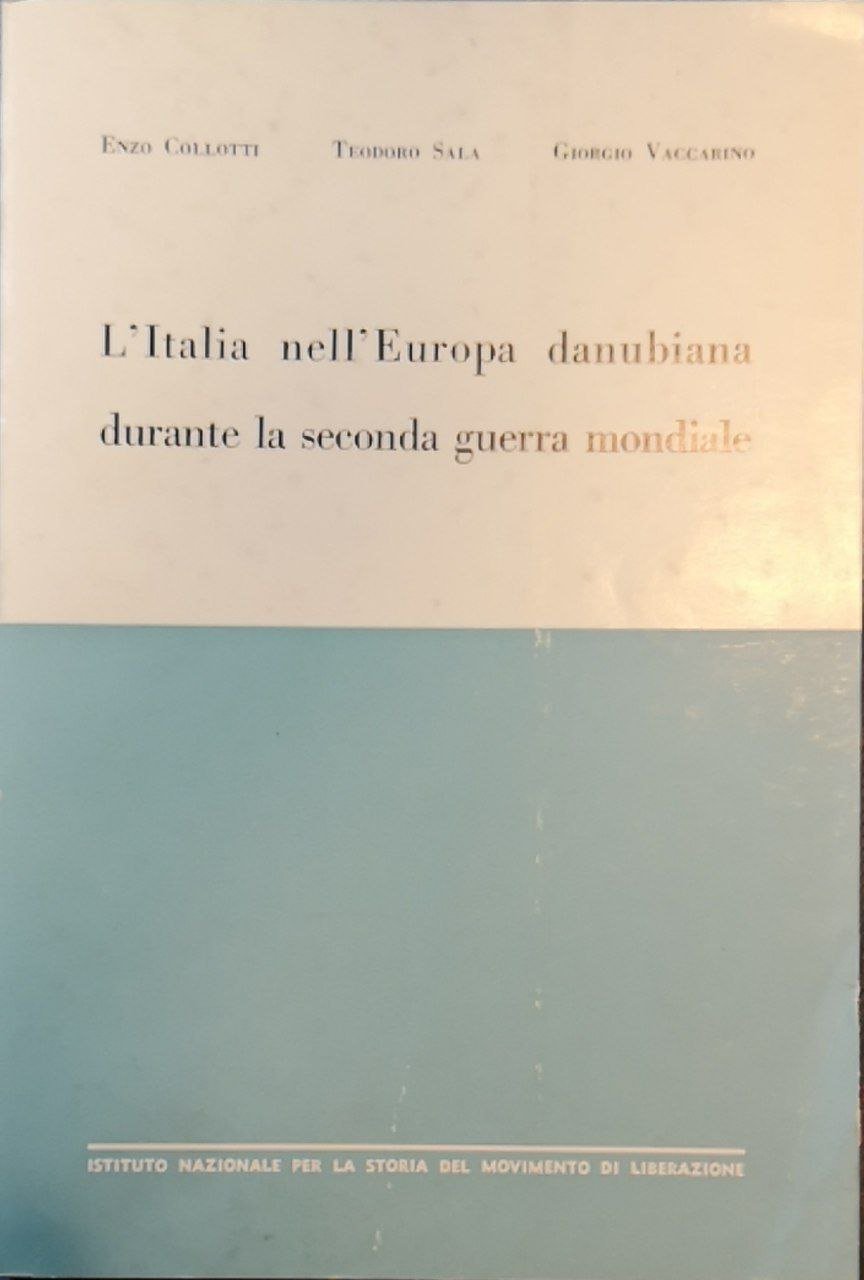 Enzo Collotti Teodoro Sala Giorgio Vaccarino
L'Italia nell'Europa danubiana
durante la seconda guerra mondiale
ISTITUTO NAZIONALE PER LA STORIA DEL MOVIMENTO DI LIBERAZIONE